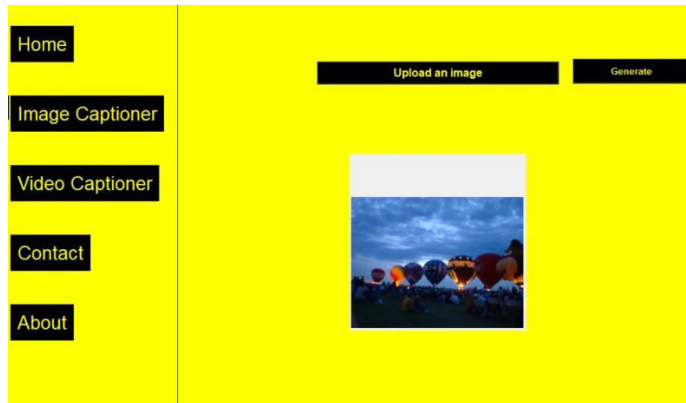 Home
Upload an image
Generate
Image Captioner
Video Captioner
Contact
About